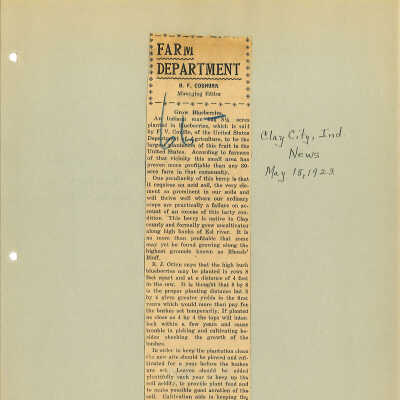 FARM
DEPARTMENT
Managing Editor
Grow Blueberries
An Indiana man 8¼ acres
planted in blueberries, which is said
by F. V. Coville, of the United States
Department of Agriculture, to be the
largest plantation of this fruit in the
United States. According to farmers
of that vicinity this small area has
proven more profitable than any 80-
acre farm in that community.
One peculiarity of this berry is that
it requires an acid soil, the very ele-
ment so prominent in our soils and
will thrive well where our ordinary
crops are practically a failure on ac-
count of an excess of this tarty con-
dition. This berry is native to Clay
county and formerly grew uncultivated
along high banks of Eel river. It is
no more than profitable that some
may yet be found growing along the
highest grounds known as
Bluff.
R. J. Otten says that the high bush
blueberries may be planted in rows 8
feet apart and at a distance of 4 feet
in the row. It is thought that 8 by 8
is the proper planting distance but 8
by 4 gives greater yields in the first
years which would more than pay for
the bushes set temporarily. If planted
as close as 4 by 4 the tops will inter-
lock within a few years and cause
trouble in picking and cultivating be-
sides checking the growth of the
bushes.
In order to keep the plantation clean
the new site should be plowed and cul-
tivated for a year before the bushes
are set. Leaves should be added
plentifully each year to keep up the
soil acidity, to provide plant food and
to make possible good aeration of the
soil. Cultivation aids in keeping the
Clay City, Ind
News
May 18, 1923